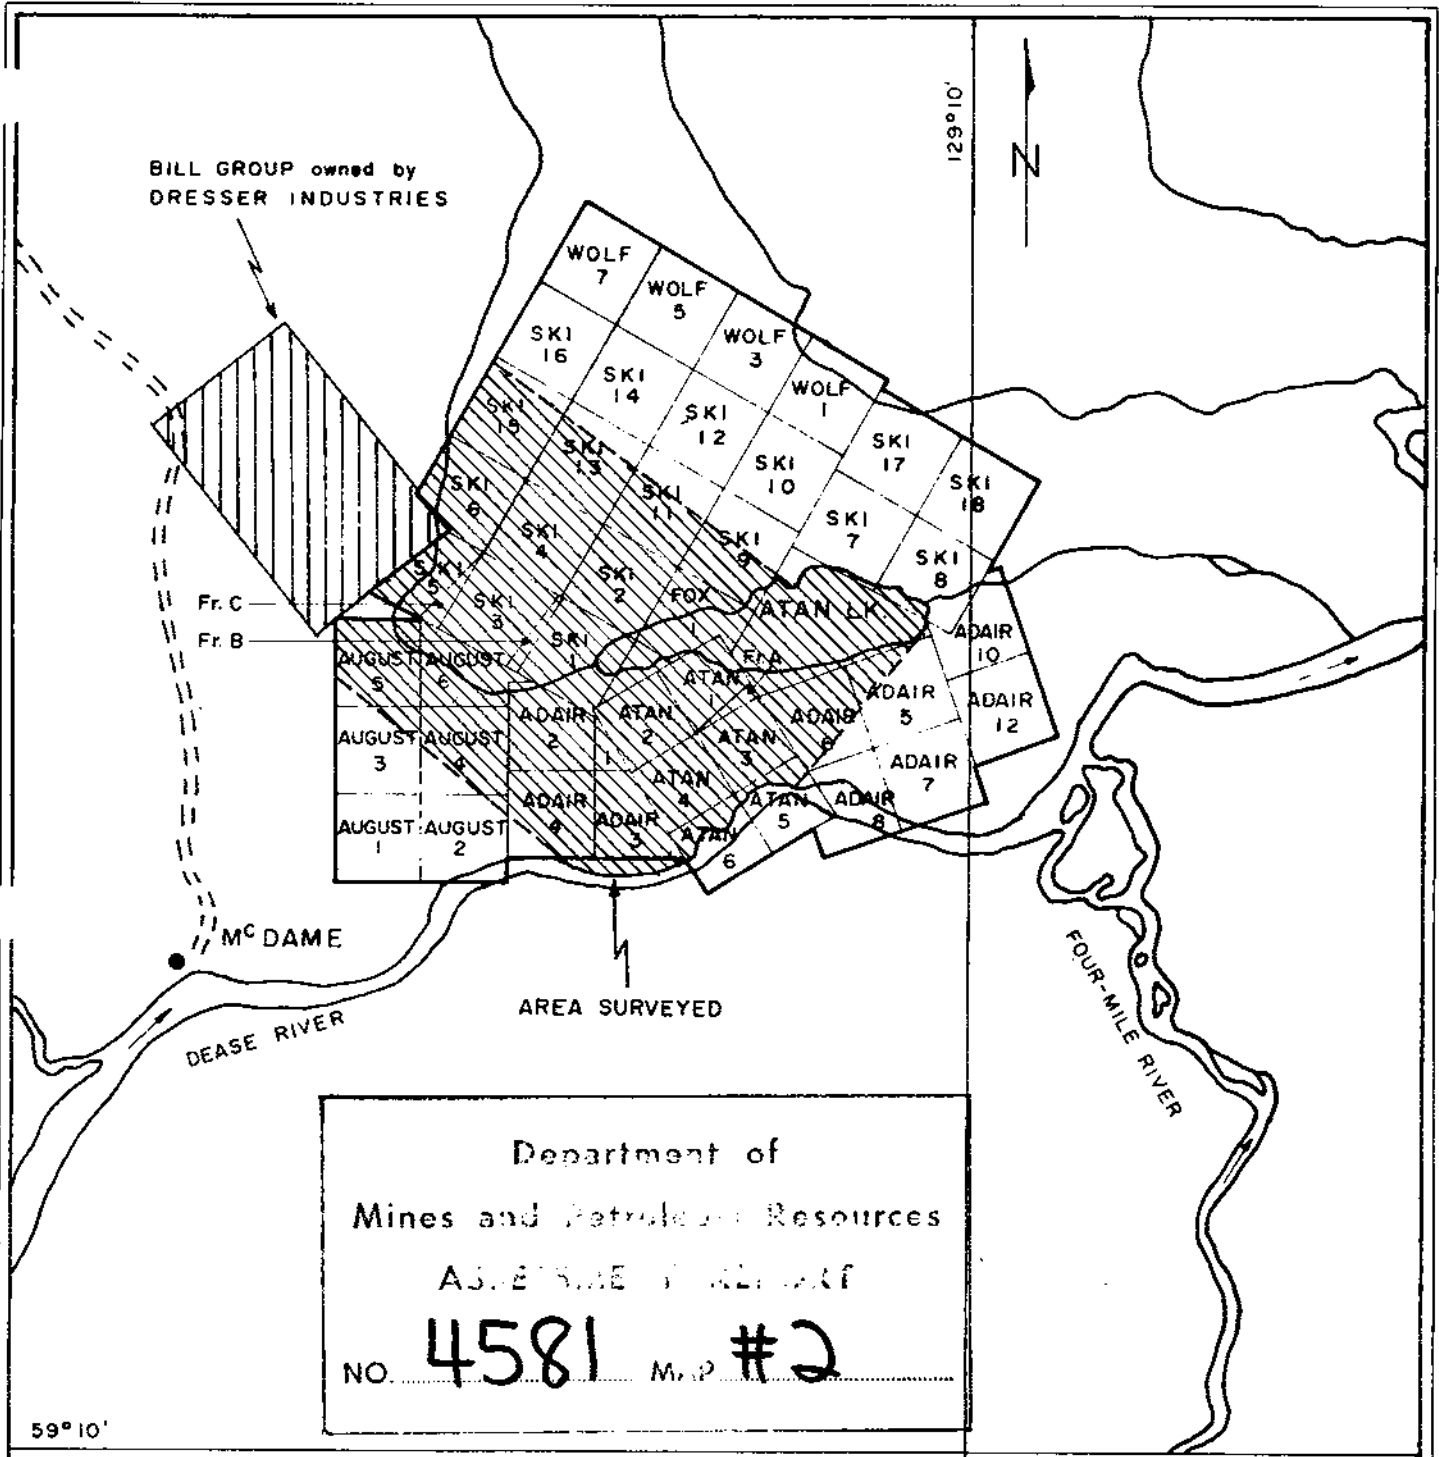 129°10'
N
BILL GROUP owned by
DRESSER INDUSTRIES
WOLF
7
WOLF
5
WOLF
3
WOLF
1
SKI
16
SKI
14
SKI
12
SKI
10
SKI
17
SKI
18
SKI
15
SKI
13
SKI
11
SKI
9
SKI
7
SKI
8
SKI
6
SKI
4
SKI
2
FOX
1
ATAN LK
SKI
5
SKI
3
SKI
1
Fr. C
Fr. B
Fr.A
AUGUST
5
AUGUST
6
AUGUST
3
AUGUST
4
AUGUST
1
AUGUST
2
ADAIR
2
ADAIR
4
1
ADAIR
3
ATAN
1
ATAN
2
ATAN
3
ATAN
4
ATAN
5
ATAN
6
ADAIR
6
ADAIR
5
ADAIR
10
ADAIR
12
ADAIR
7
ADAIR
8
McDAME
DEASE RIVER
AREA SURVEYED
FOUR-MILE RIVER
Department of
Mines and Petroleum Resources
NO. 4581 MAP #2
59°10'